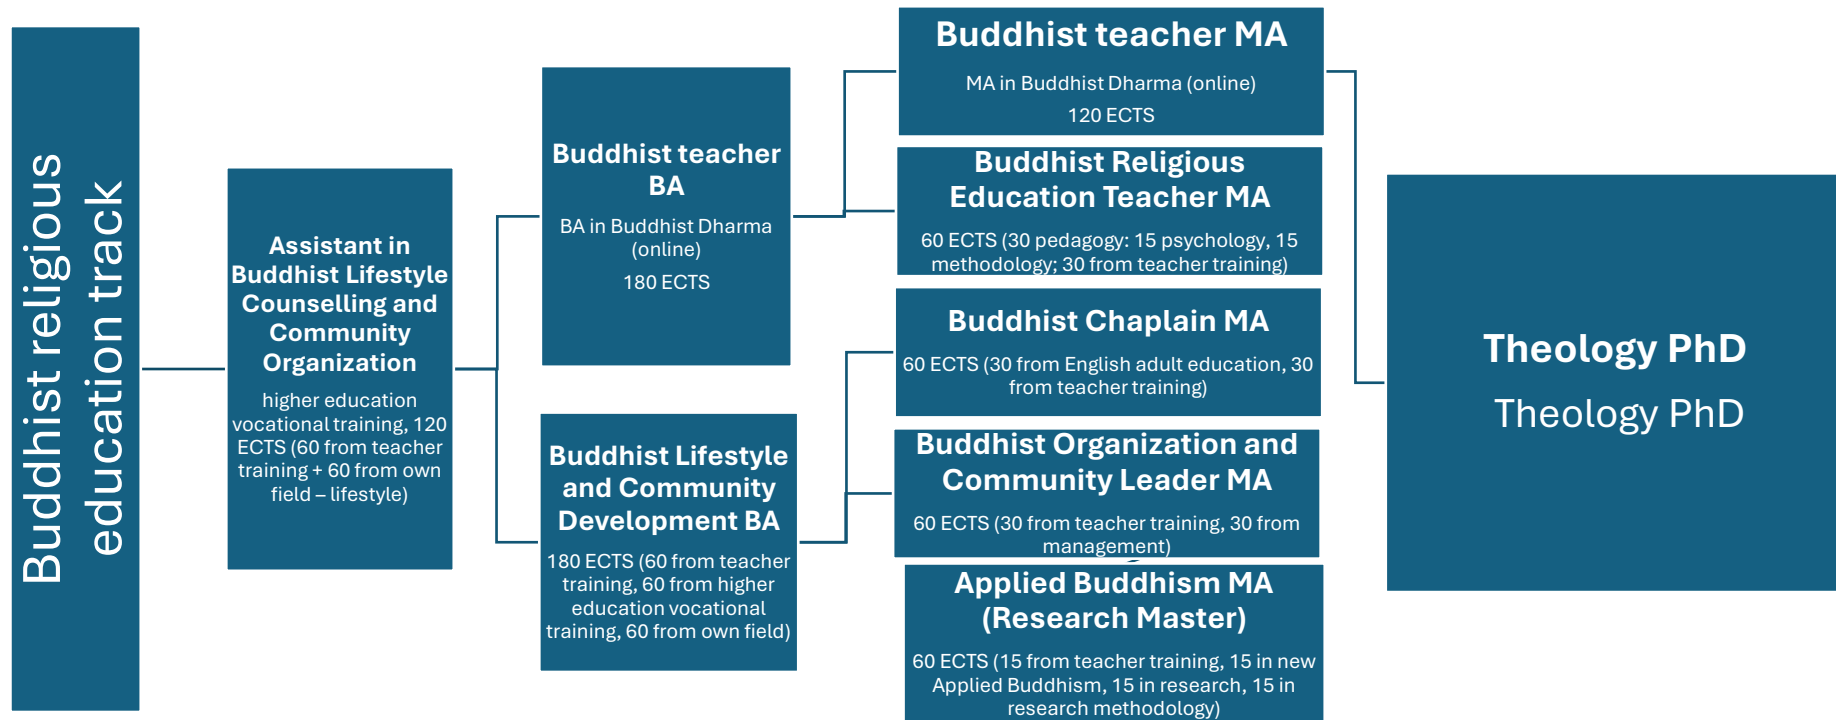 Buddhist religious
education track
Assistant in
Buddhist Lifestyle
Counselling and
Community
Organization
higher education
vocational training, 120
ECTS (60 from teacher
training + 60 from own
field – lifestyle)
Buddhist teacher
BA
BA in Buddhist Dharma
(online)
180 ECTS
Buddhist Lifestyle
and Community
Development BA
180 ECTS (60 from teacher
training, 60 from higher
education vocational
training, 60 from own field)
Buddhist teacher MA
MA in Buddhist Dharma (online)
120 ECTS
Buddhist Religious
Education Teacher MA
60 ECTS (30 pedagogy: 15 psychology, 15
methodology; 30 from teacher training)
Buddhist Chaplain MA
60 ECTS (30 from English adult education, 30
from teacher training)
Buddhist Organization and
Community Leader MA
60 ECTS (30 from teacher training, 30 from
management)
Applied Buddhism MA
(Research Master)
60 ECTS (15 from teacher training, 15 in new
Applied Buddhism, 15 in research, 15 in
research methodology)
Theology PhD
Theology PhD